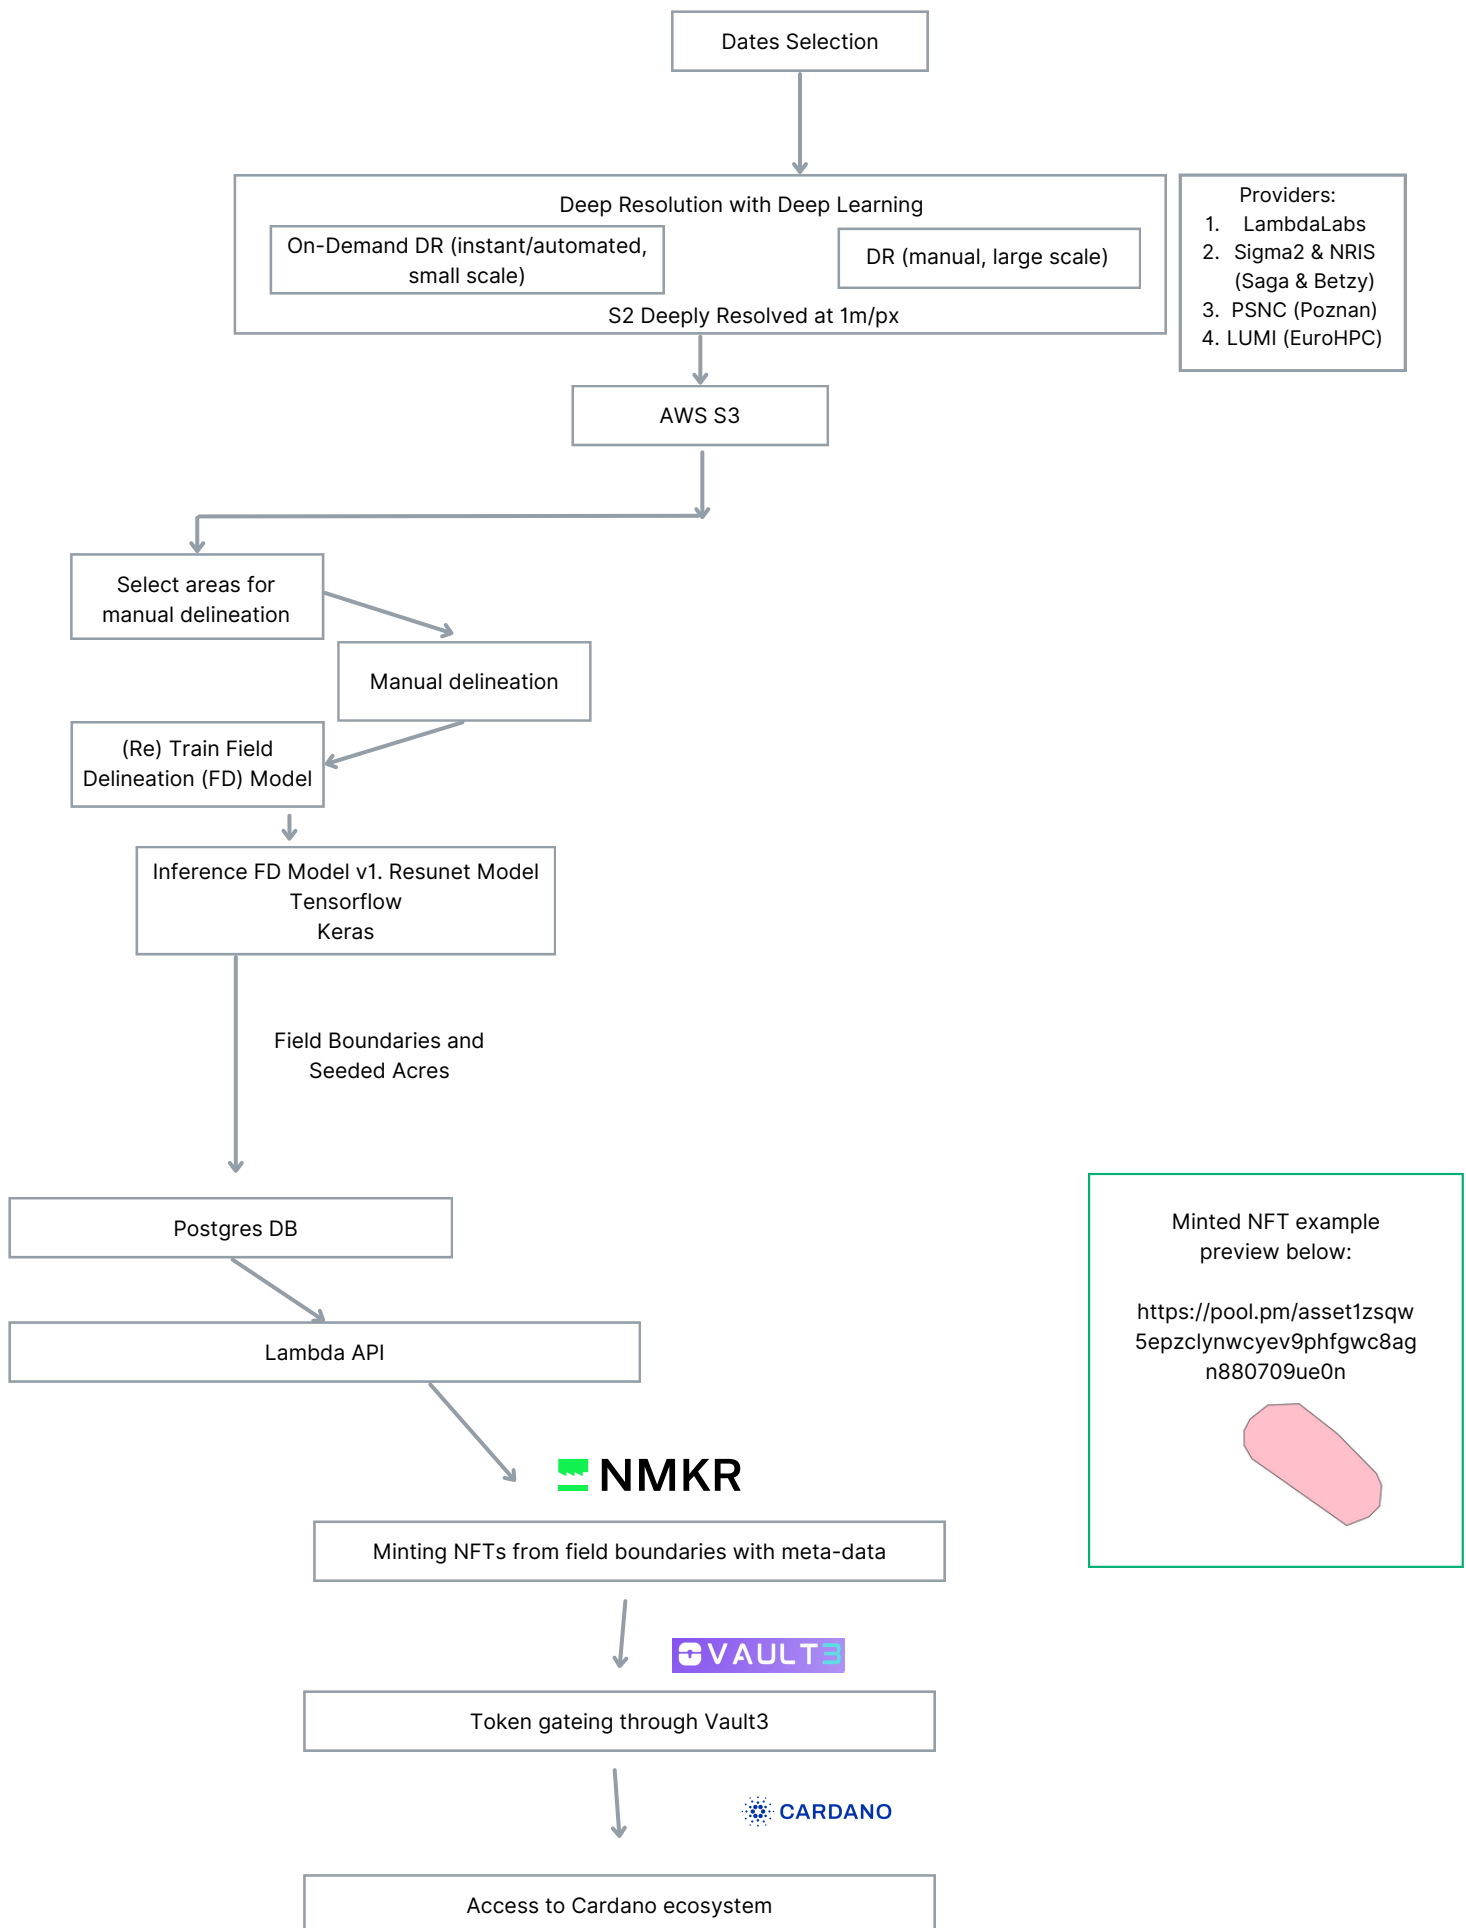 Dates Selection
Deep Resolution with Deep Learning
On-Demand DR (instant/automated,
small scale)
DR (manual, large scale)
S2 Deeply Resolved at 1m/px
Providers:
1. LambdaLabs
2. Sigma2 & NRIS
(Saga & Betzy)
3. PSNC (Poznan)
4. LUMI (EuroHPC)
AWS S3
Select areas for
manual delineation
Manual delineation
(Re) Train Field
Delineation (FD) Model
Inference FD Model v1. Resunet Model
Tensorflow
Keras
Field Boundaries and
Seeded Acres
Postgres DB
Lambda API
Minted NFT example
preview below:
https://pool.pm/asset1zsqw
5epzclynwcyev9phfgwc8ag
n880709ue0n
NMKR
Minting NFTs from field boundaries with meta-data
VAULT3
Token gateing through Vault3
CARDANO
Access to Cardano ecosystem